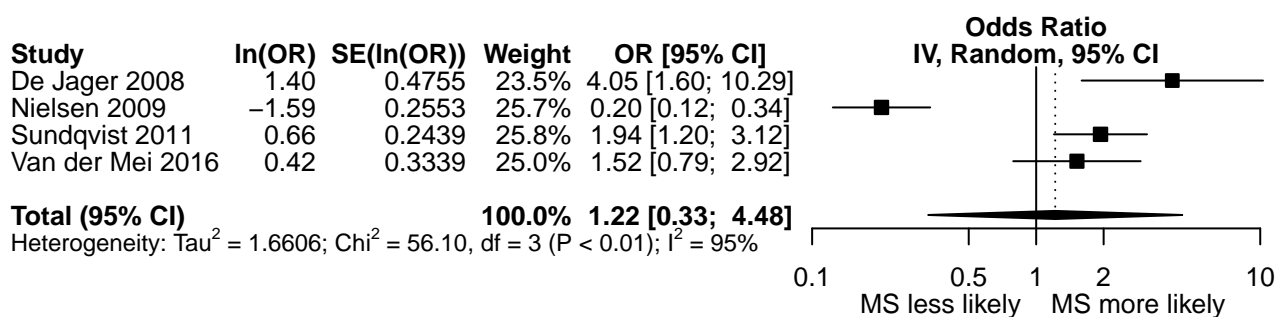 Odds Ratio
Study ln(OR) SE(ln(OR)) Weight OR [95% CI] IV, Random, 95% CI
De Jager 2008 1.40 0.4755 23.5% 4.05 [1.60; 10.29]
Nielsen 2009 −1.59 0.2553 25.7% 0.20 [0.12; 0.34]
Sundqvist 2011 0.66 0.2439 25.8% 1.94 [1.20; 3.12]
Van der Mei 2016 0.42 0.3339 25.0% 1.52 [0.79; 2.92]
Total (95% CI) 100.0% 1.22 [0.33; 4.48]
Heterogeneity: Tau² = 1.6606; Chi² = 56.10, df = 3 (P < 0.01); I² = 95%
0.1 0.5 1 2 10
MS less likely MS more likely